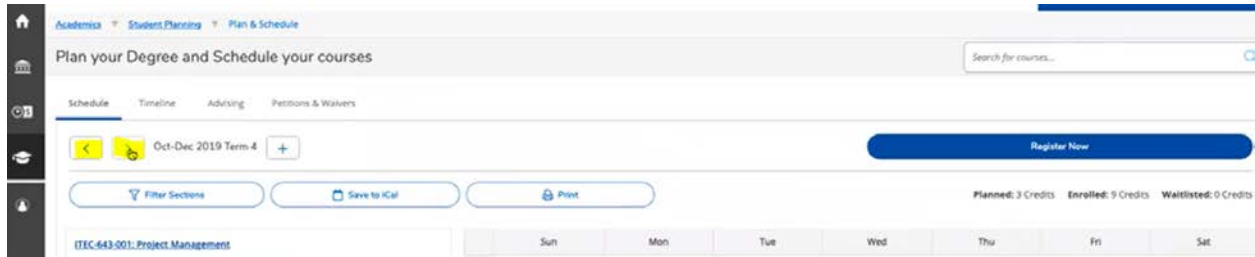 Academics Student Planning Plan & Schedule
Plan your Degree and Schedule your courses
Search for courses...
Schedule Timeline Advising Petitions & Waivers
Oct-Dec 2019 Term 4
Register Now
Filter Sections Save to iCal Print Planned: 3 Credits Enrolled: 9 Credits Waitlisted: 0 Credits
ITEC-643-001: Project Management Sun Mon Tue Wed Thu Fri Sat